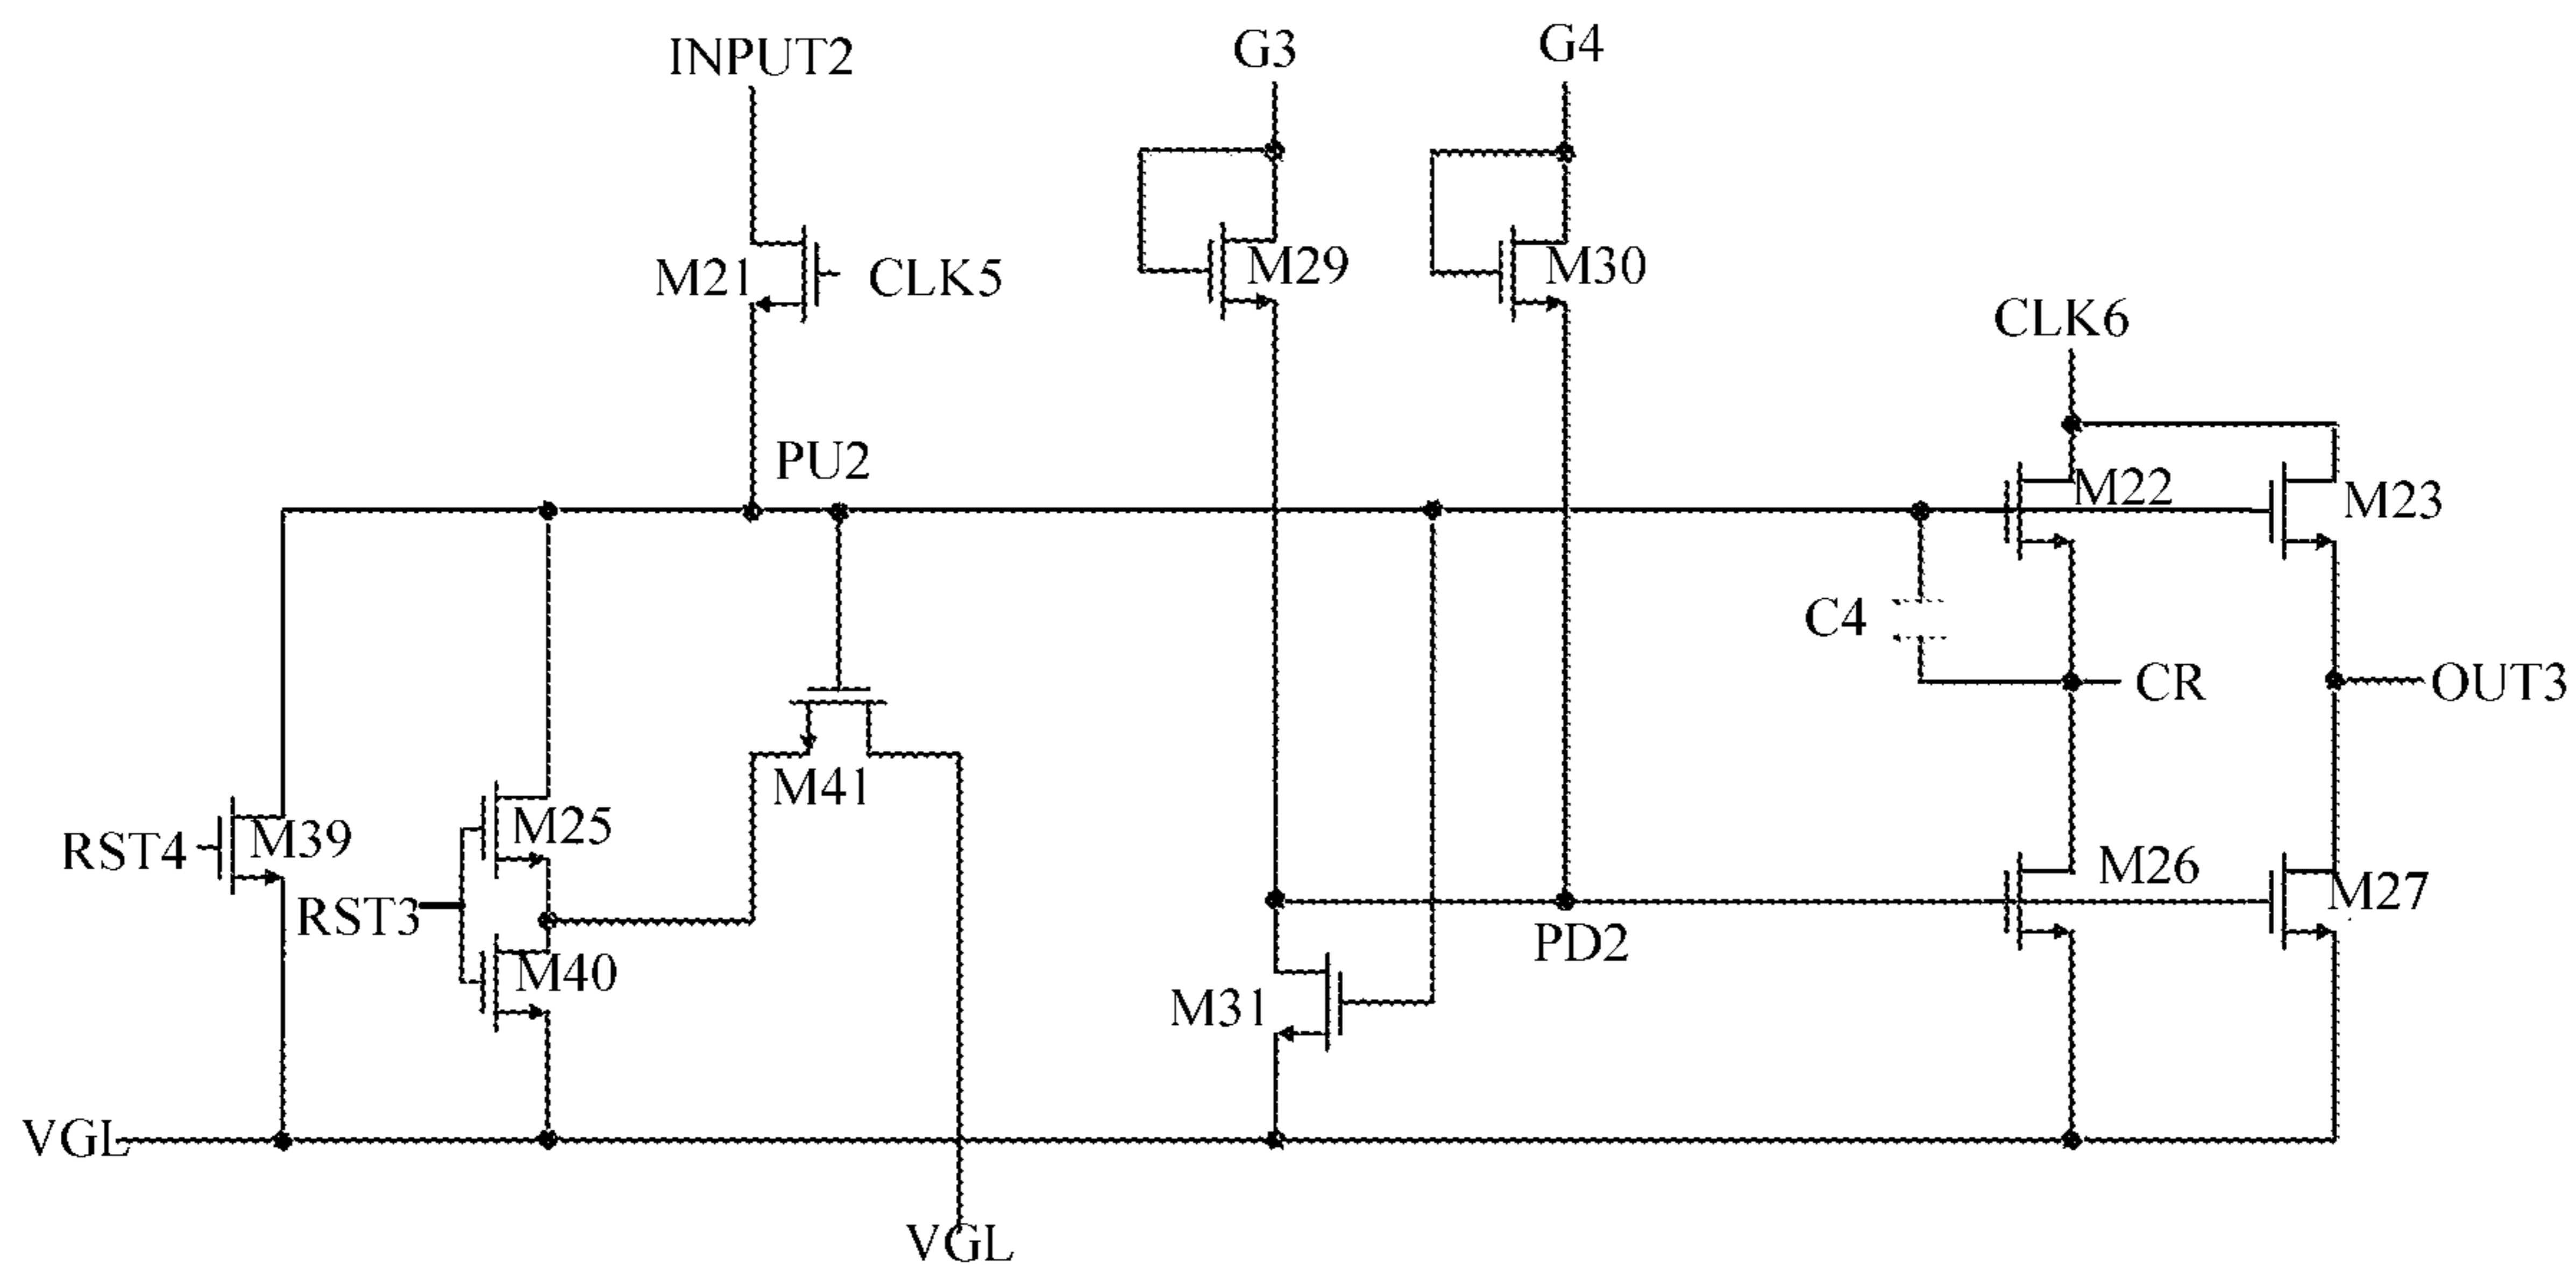 INPUT2
G3
G4
M21
CLK5
M29
M30
CLK6
PU2
M22
M23
C4
CR
OUT3
M41
RST4
M39
M25
RST3
M40
M26
M27
PD2
M31
VGL
VGL